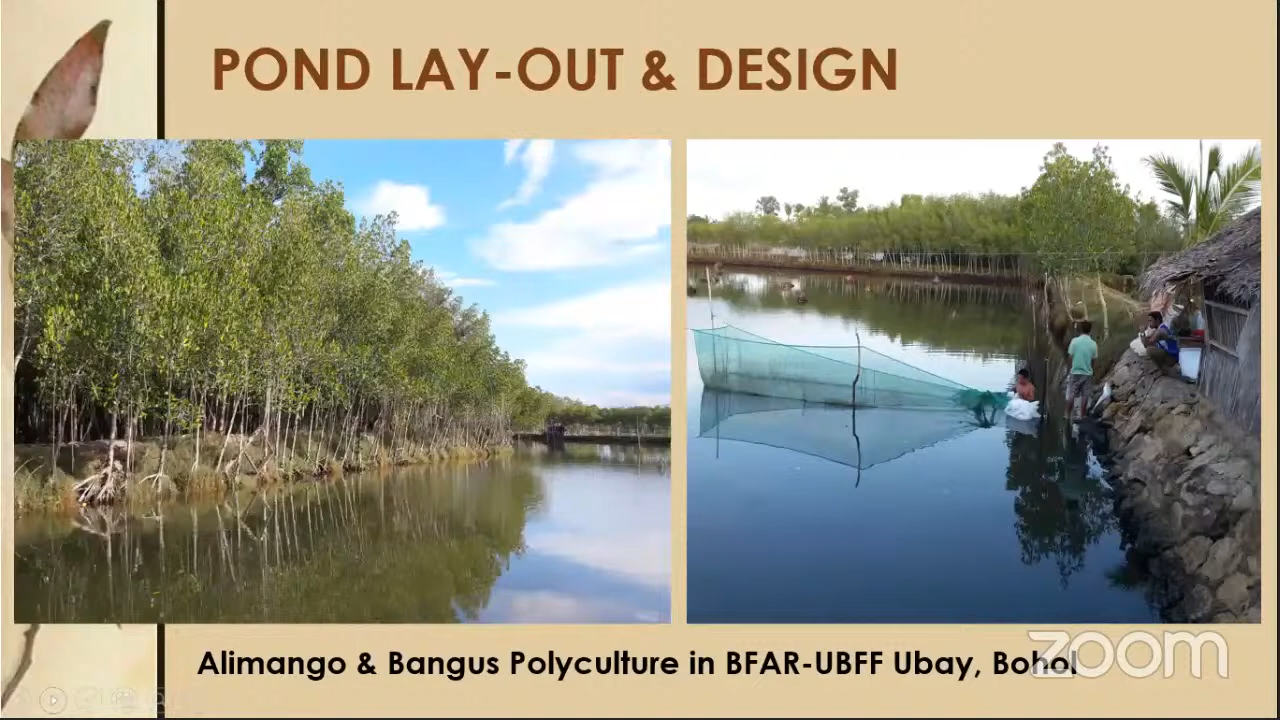 POND LAY-OUT & DESIGN
Alimango & Bangus Polyculture in BFAR-UBFF Ubay, Bohol
zoom